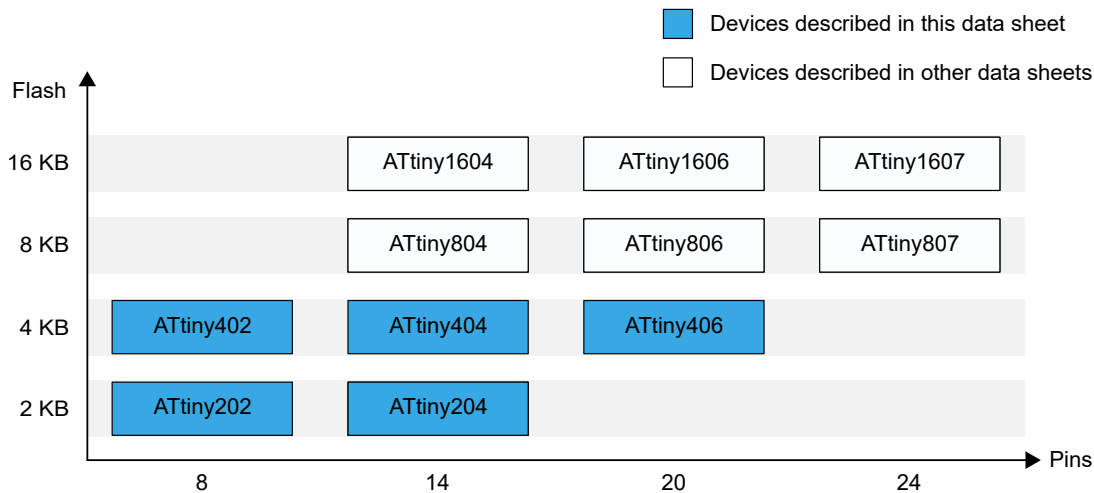 Devices described in this data sheet
Devices described in other data sheets
Flash
16 KB
ATtiny1604
ATtiny1606
ATtiny1607
8 KB
ATtiny804
ATtiny806
ATtiny807
4 KB
ATtiny402
ATtiny404
ATtiny406
2 KB
ATtiny202
ATtiny204
Pins
8
14
20
24